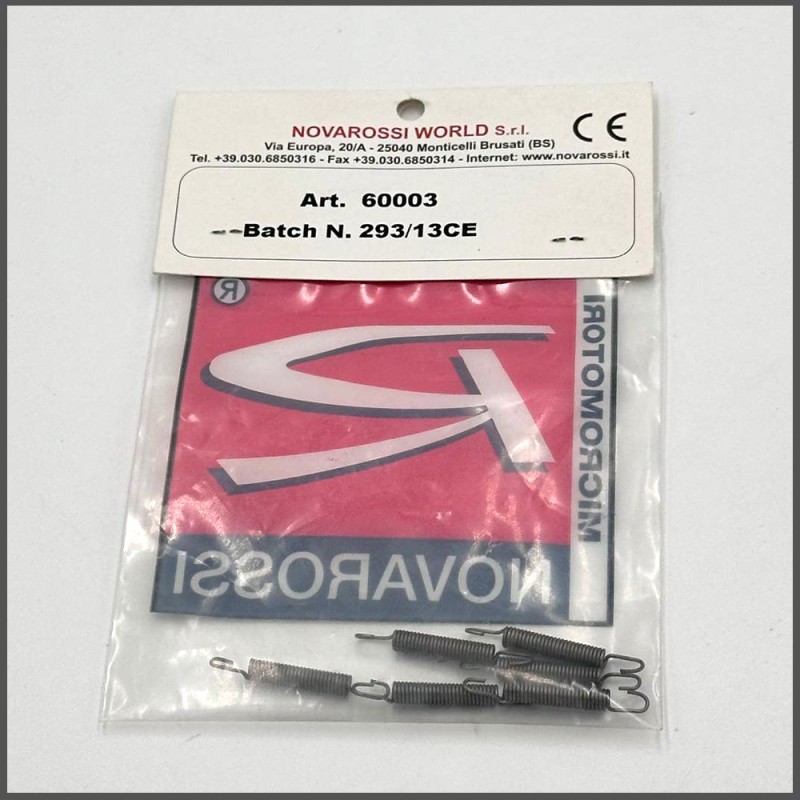 NOVAROSSI WORLD S.r.l.
CE
Via Europa, 20/A - 25040 Monticelli Brusati (BS)
Tel. +39.030.6850316 - Fax +39.030.6850314 - Internet: www.novarossi.it
Art. 60003
Batch N. 293/13CE
®
MICROMOTORI
NOVAROSSI